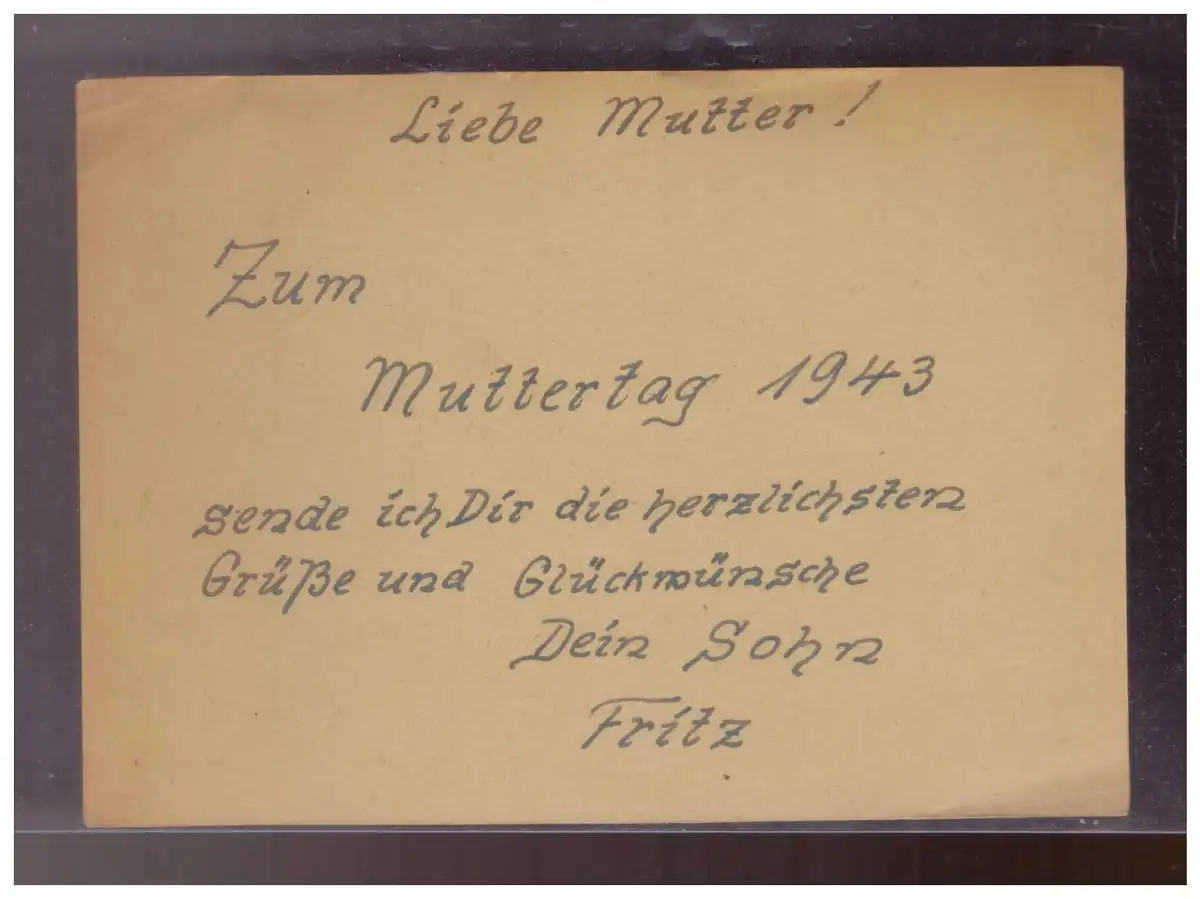 Liebe Mutter!
Zum
Muttertag 1943
sende ich Dir die herzlichsten
Grüße und Glückwünsche
Dein Sohn
Fritz